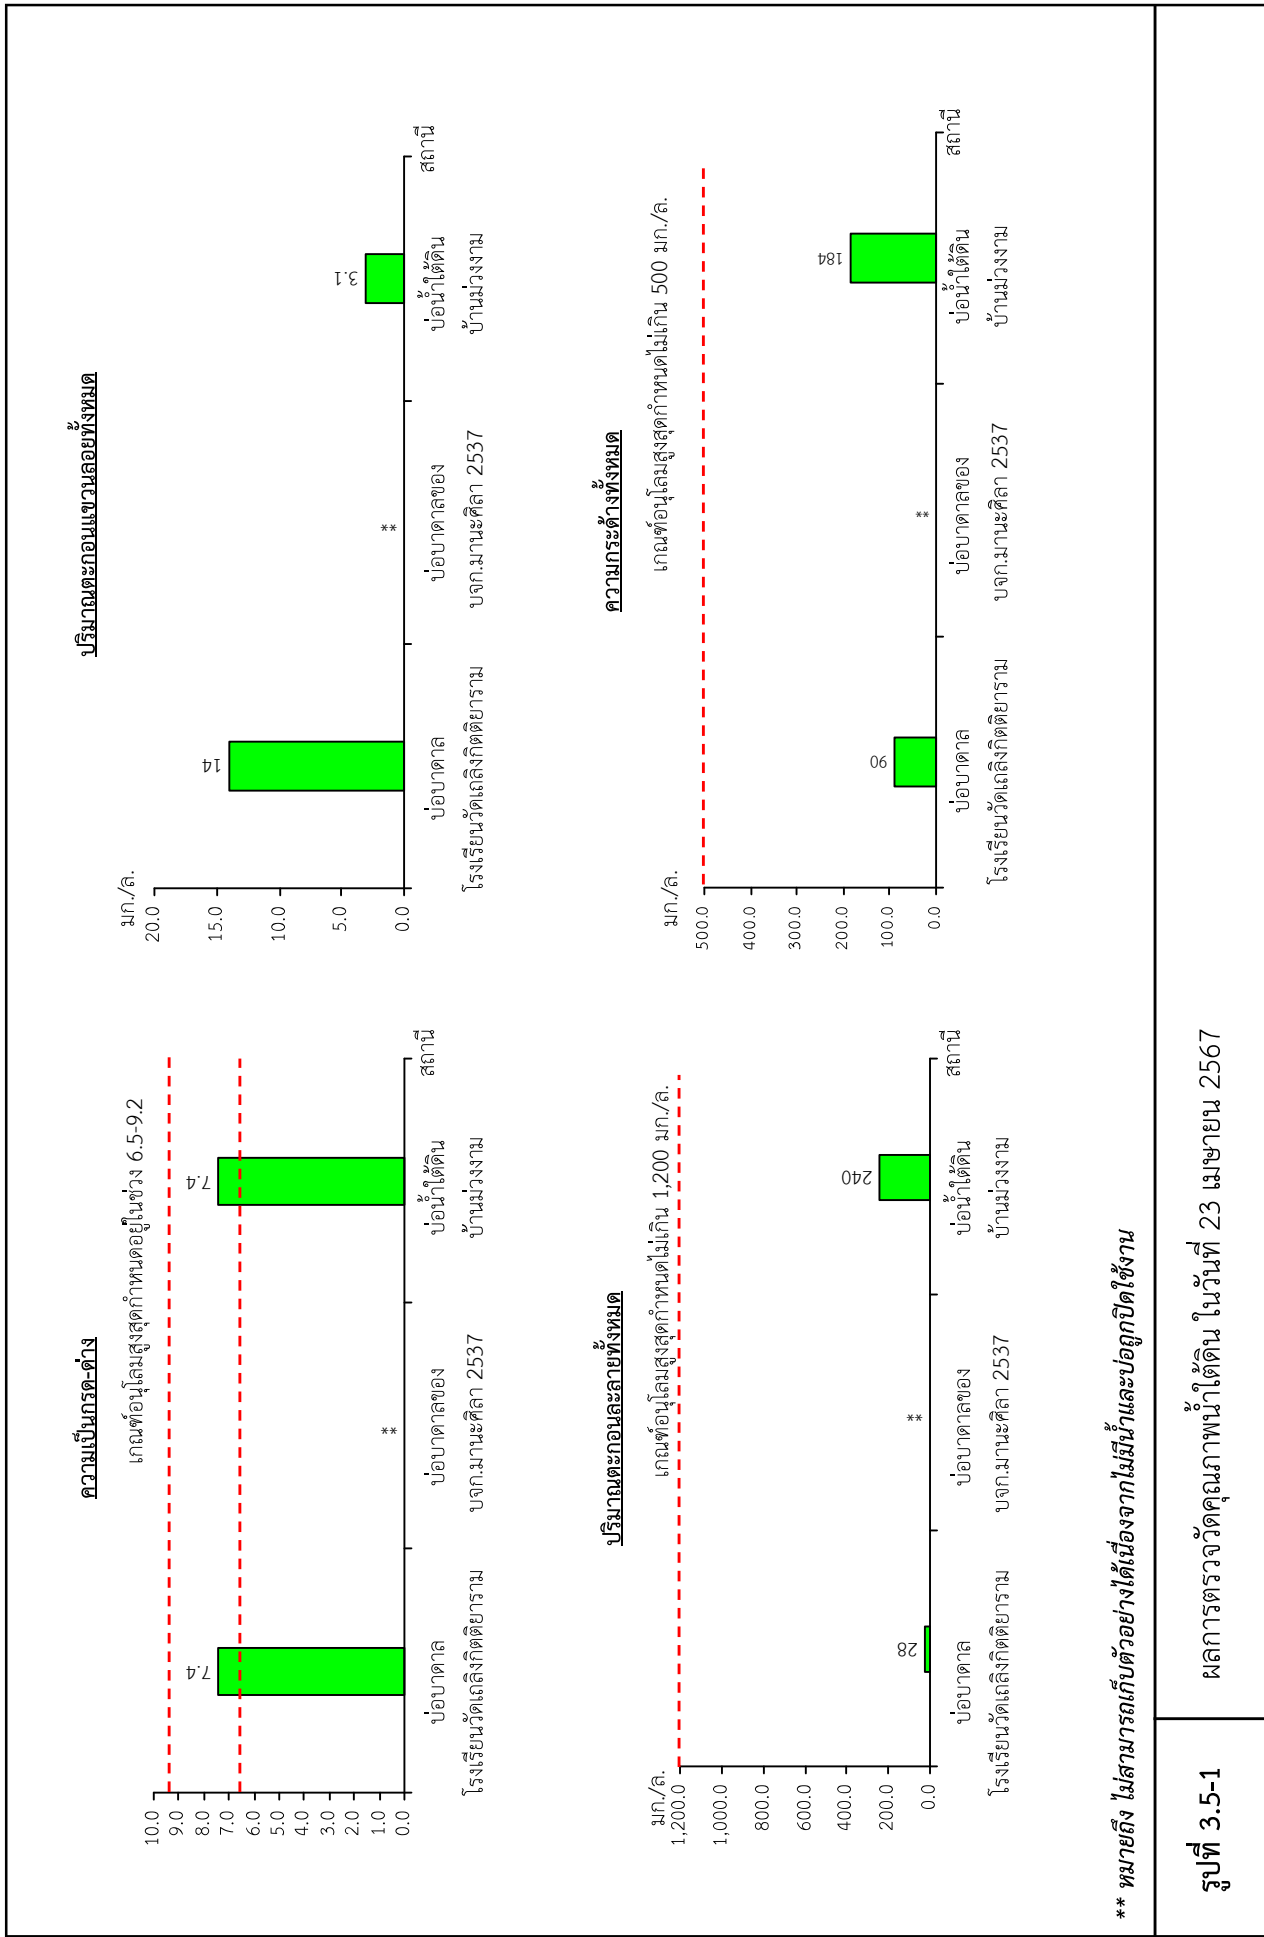 ความเป็นกรด-ด่าง
เกณฑ์อนุโลมสูงสุดกำหนดอยู่ในช่วง 6.5-9.2
10.0
9.0
8.0
7.0
6.0
5.0
4.0
3.0
2.0
1.0
0.0
7.4
**
7.4
สถานี
บ่อบาดาล
โรงเรียนวัดเถลิงกิตติยาราม
บ่อบาดาลของ
บจก.มานะศิลา 2537
บ่อน้ำใต้ดิน
บ้านม่วงงาม
ปริมาณตะกอนแขวนลอยทั้งหมด
มก./ล.
20.0
15.0
10.0
5.0
0.0
14
**
3.1
สถานี
บ่อบาดาล
โรงเรียนวัดเถลิงกิตติยาราม
บ่อบาดาลของ
บจก.มานะศิลา 2537
บ่อน้ำใต้ดิน
บ้านม่วงงาม
ปริมาณตะกอนละลายทั้งหมด
เกณฑ์อนุโลมสูงสุดกำหนดไม่เกิน 1,200 มก./ล.
มก./ล.
1,200.0
1,000.0
800.0
600.0
400.0
200.0
0.0
28
**
240
สถานี
บ่อบาดาล
โรงเรียนวัดเถลิงกิตติยาราม
บ่อบาดาลของ
บจก.มานะศิลา 2537
บ่อน้ำใต้ดิน
บ้านม่วงงาม
ความกระด้างทั้งหมด
เกณฑ์อนุโลมสูงสุดกำหนดไม่เกิน 500 มก./ล.
มก./ล.
500.0
400.0
300.0
200.0
100.0
0.0
90
**
184
สถานี
บ่อบาดาล
โรงเรียนวัดเถลิงกิตติยาราม
บ่อบาดาลของ
บจก.มานะศิลา 2537
บ่อน้ำใต้ดิน
บ้านม่วงงาม
** หมายถึง ไม่สามารถเก็บตัวอย่างได้เนื่องจากไม่มีน้ำและบ่อถูกปิดใช้งาน
รูปที่ 3.5-1
ผลการตรวจวัดคุณภาพน้ำใต้ดิน ในวันที่ 23 เมษายน 2567